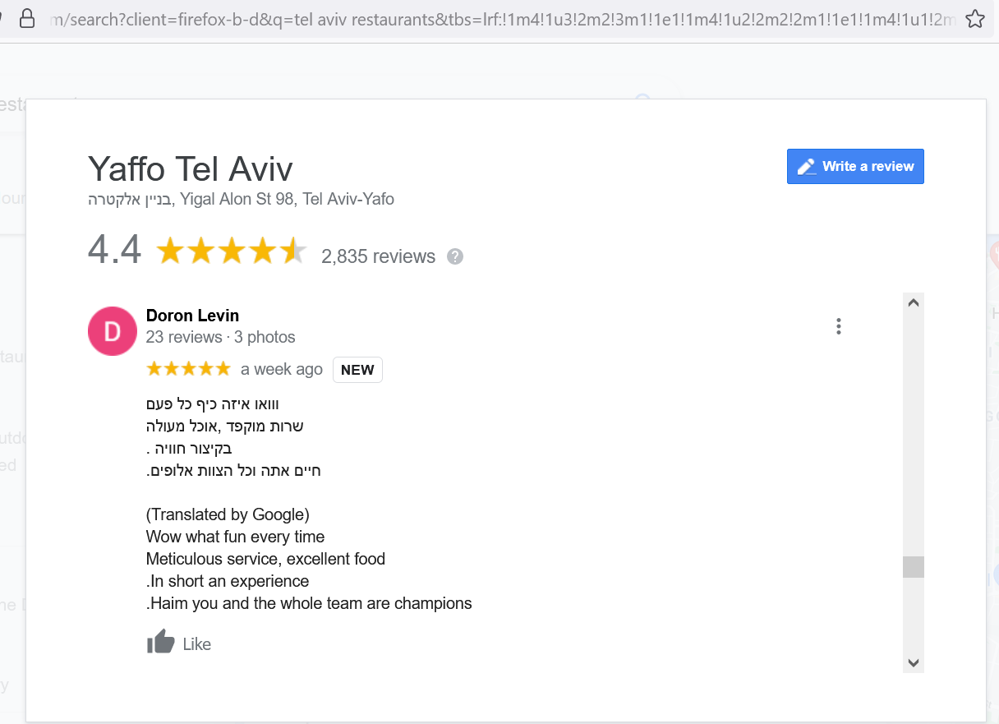 m/search?client=firefox-b-d&q=tel aviv restaurants&tbs=lrf:!1m4!1u3!2m2!3m1!1e1!1m4!1u2!2m2!2m1!1e1!1m4!1u1!2m
Yaffo Tel Aviv
Write a review
בניין אלקטרה, Yigal Alon St 98, Tel Aviv-Yafo
4.4 2,835 reviews ?
D
Doron Levin
23 reviews · 3 photos
a week ago NEW
וווואו איזה כיף כל פעם
שרות מוקפד ,אוכל מעולה
בקיצור חוויה .
חיים אתה וכל הצוות אלופים.
(Translated by Google)
Wow what fun every time
Meticulous service, excellent food
.In short an experience
.Haim you and the whole team are champions
Like